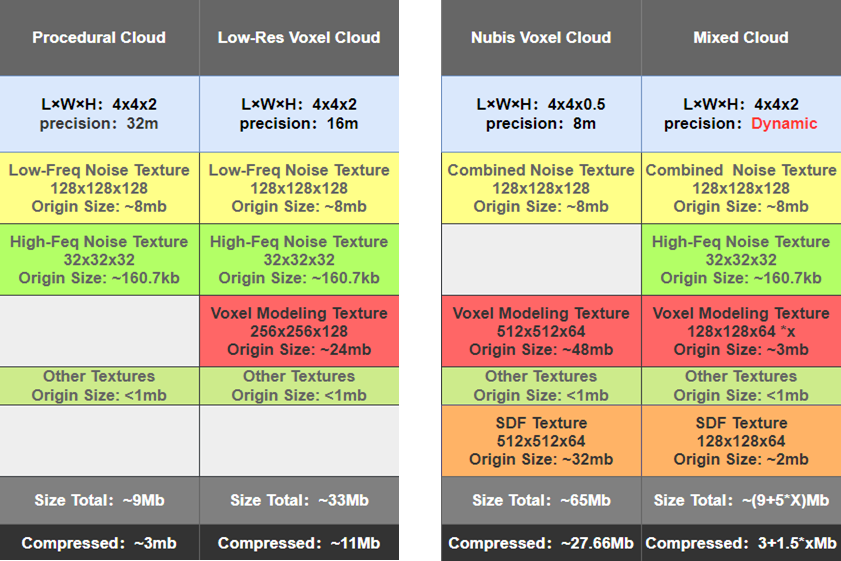 Procedural Cloud
Low-Res Voxel Cloud
Nubis Voxel Cloud
Mixed Cloud
L×W×H： 4x4x2
precision： 32m
L×W×H： 4x4x2
precision： 16m
L×W×H： 4x4x0.5
precision： 8m
L×W×H： 4x4x2
precision： Dynamic
Low-Freq Noise Texture
128x128x128
Origin Size: ~8mb
Low-Freq Noise Texture
128x128x128
Origin Size: ~8mb
Combined Noise Texture
128x128x128
Origin Size: ~8mb
Combined Noise Texture
128x128x128
Origin Size: ~8mb
High-Feq Noise Texture
32x32x32
Origin Size: ~160.7kb
High-Feq Noise Texture
32x32x32
Origin Size: ~160.7kb
High-Feq Noise Texture
32x32x32
Origin Size: ~160.7kb
Voxel Modeling Texture
256x256x128
Origin Size: ~24mb
Voxel Modeling Texture
512x512x64
Origin Size: ~48mb
Voxel Modeling Texture
128x128x64 *x
Origin Size: ~3mb
Other Textures
Origin Size: <1mb
Other Textures
Origin Size: <1mb
Other Textures
Origin Size: <1mb
Other Textures
Origin Size: <1mb
SDF Texture
512x512x64
Origin Size: ~32mb
SDF Texture
128x128x64
Origin Size: ~2mb
Size Total： ~9Mb
Size Total： ~33Mb
Size Total： ~65Mb
Size Total： ~(9+5*X)Mb
Compressed： ~3mb
Compressed： ~11Mb
Compressed： ~27.66Mb
Compressed： 3+1.5*xMb